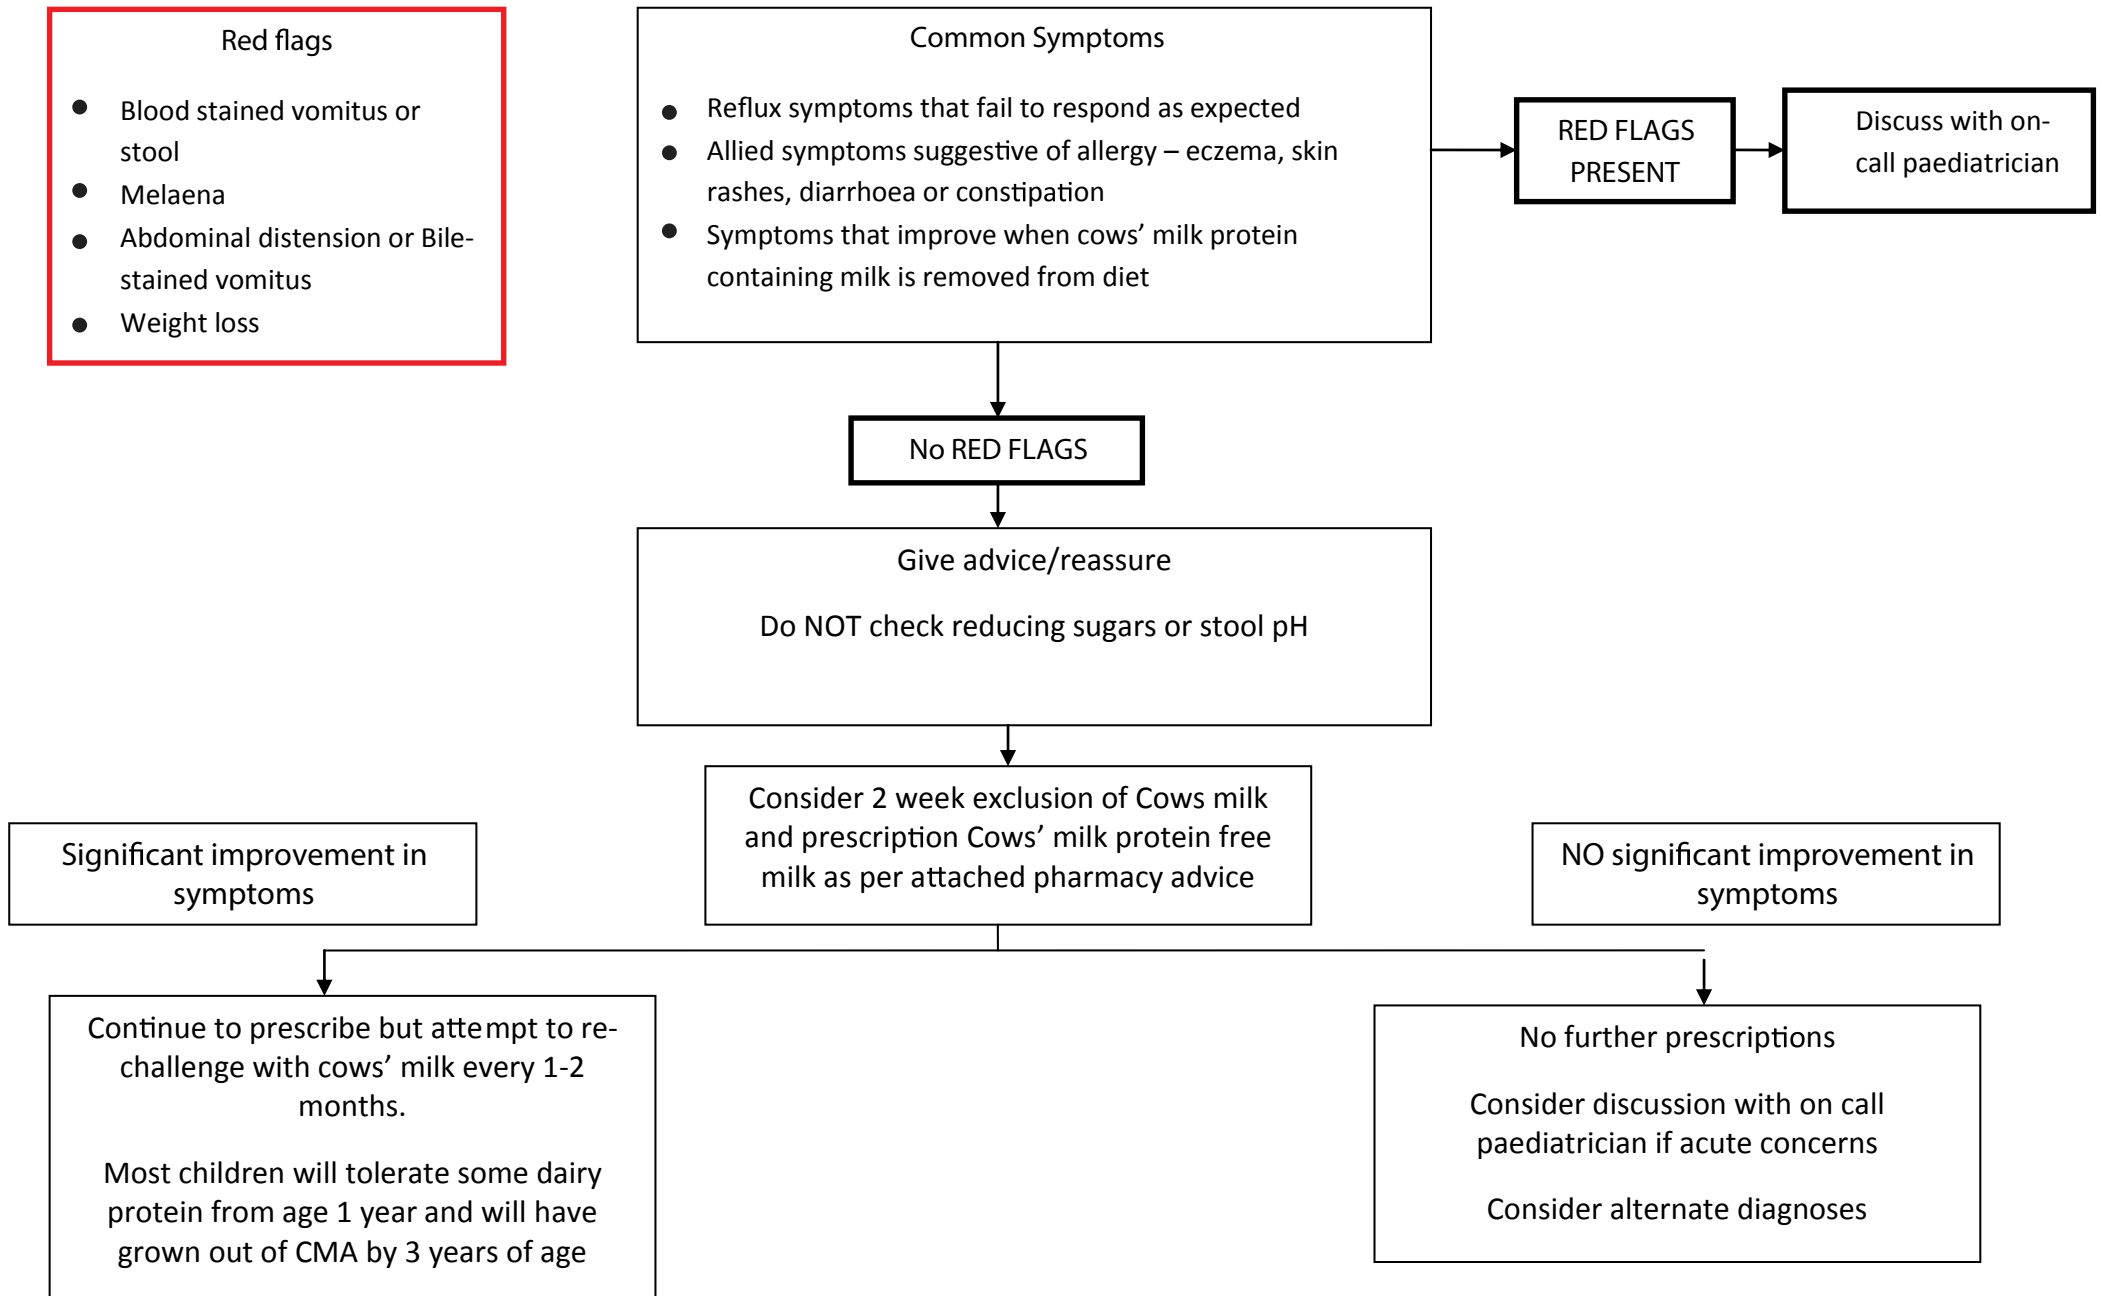 Red flags
Blood stained vomitus or
stool
Melaena
Abdominal distension or Bile-
stained vomitus
Weight loss
Common Symptoms
Reflux symptoms that fail to respond as expected
Allied symptoms suggestive of allergy – eczema, skin
rashes, diarrhoea or constipation
Symptoms that improve when cows’ milk protein
containing milk is removed from diet
RED FLAGS
PRESENT
Discuss with on-
call paediatrician
No RED FLAGS
Give advice/reassure
Do NOT check reducing sugars or stool pH
Consider 2 week exclusion of Cows milk
and prescription Cows’ milk protein free
milk as per attached pharmacy advice
Significant improvement in
symptoms
NO significant improvement in
symptoms
Continue to prescribe but attempt to re-
challenge with cows’ milk every 1-2
months.
Most children will tolerate some dairy
protein from age 1 year and will have
grown out of CMA by 3 years of age
No further prescriptions
Consider discussion with on call
paediatrician if acute concerns
Consider alternate diagnoses